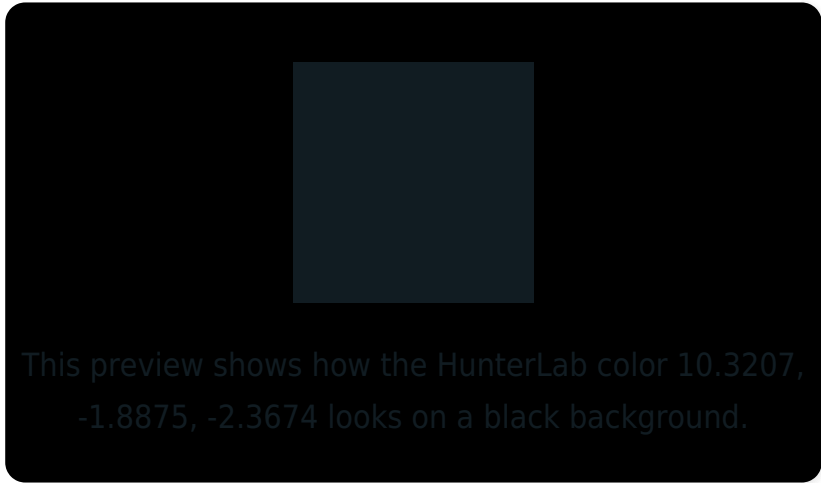 This preview shows how the HunterLab color 10.3207,
-1.8875, -2.3674 looks on a black background.